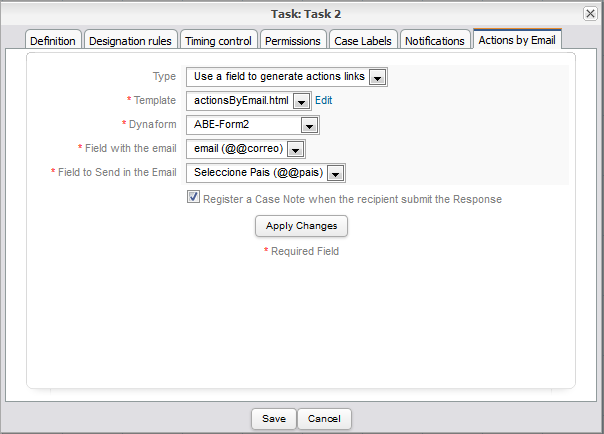 Task: Task 2
Definition Designation rules Timing control Permissions Case Labels Notifications Actions by Email
Type Use a field to generate actions links
* Template actionsByEmail.html Edit
* Dynaform ABE-Form2
* Field with the email email (@@correo)
* Field to Send in the Email Seleccione Pais (@@pais)
Register a Case Note when the recipient submit the Response
Apply Changes
* Required Field
Save Cancel